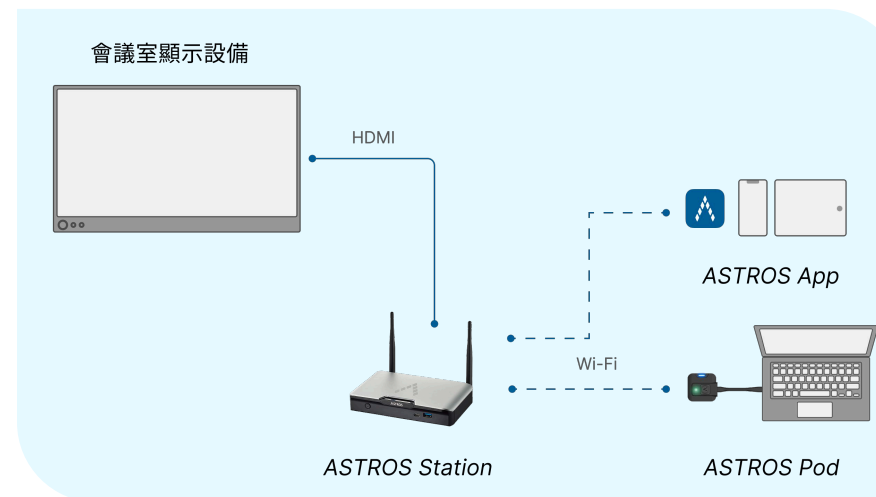 會議室顯示設備
HDMI
ASTROS App
Wi-Fi
ASTROS Station
ASTROS Pod